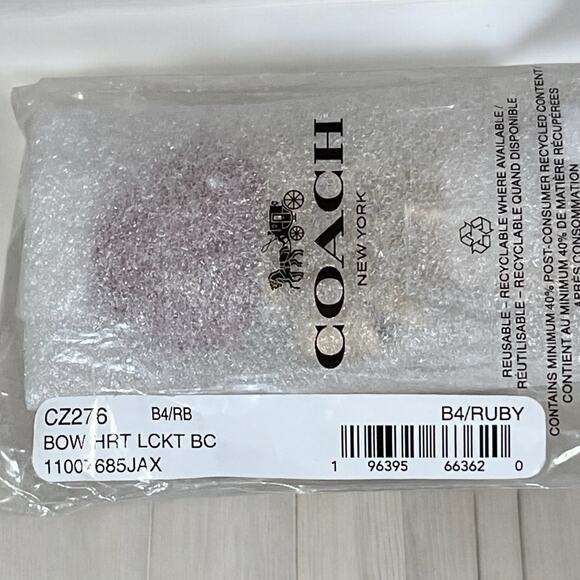 COACH
NEW YORK
REUSABLE - RECYCLABLE WHERE AVAILABLE /
RÉUTILISABLE - RECYCLABLE QUAND DISPONIBLE
CONTAINS MINIMUM 40% POST-CONSUMER RECYCLED CONTENT/
CONTIENT AU MINIMUM 40% DE MATIÈRE RÉCUPÉRÉES
APRÈS CONSOMMATION
CZ276 B4/RB B4/RUBY
BOW HRT LCKT BC
11007685JAX
1 96395 66362 0